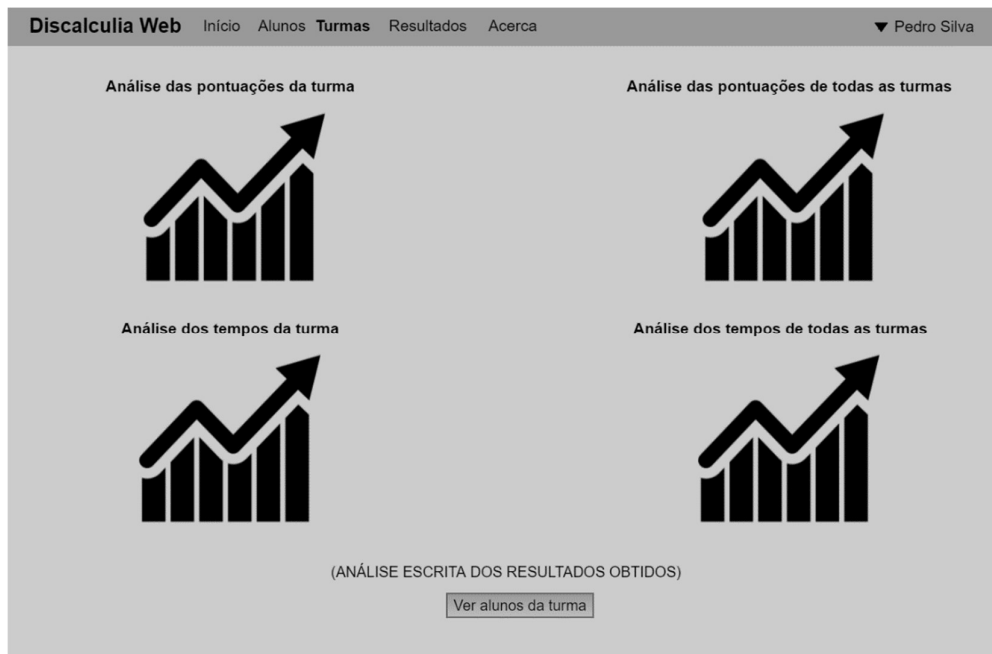 Discalculia Web Início Alunos Turmas Resultados Acerca ▼ Pedro Silva
Análise das pontuações da turma
Análise das pontuações de todas as turmas
Análise dos tempos da turma
Análise dos tempos de todas as turmas
(ANÁLISE ESCRITA DOS RESULTADOS OBTIDOS)
Ver alunos da turma